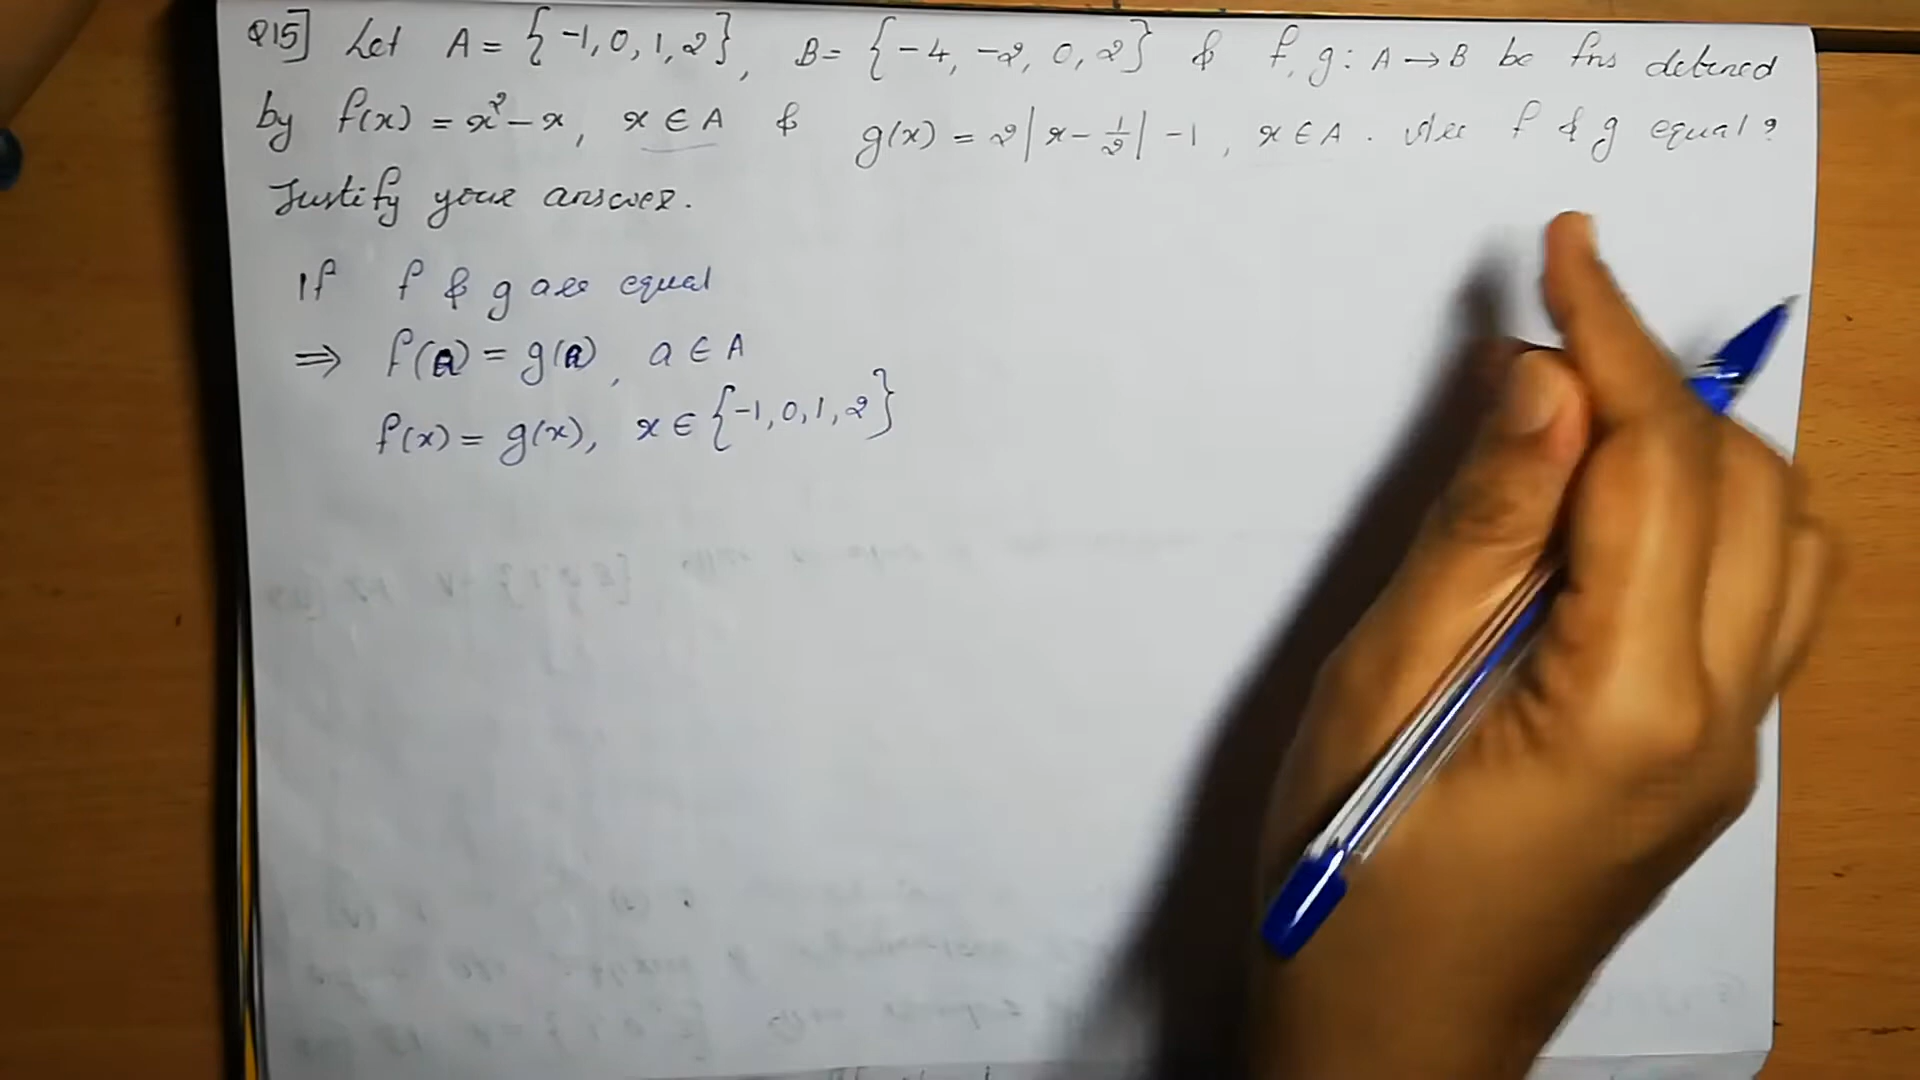 Q15] Let A = {-1, 0, 1, 2}, B = {-4, -2, 0, 2} & f, g : A → B be fns defined
by f(x) = x² - x, x ∈ A & g(x) = 2|x - 1/2| - 1, x ∈ A. Are f & g equal?
Justify your answer.
If f & g are equal
⇒ f(a) = g(a), a ∈ A
f(x) = g(x), x ∈ {-1, 0, 1, 2}